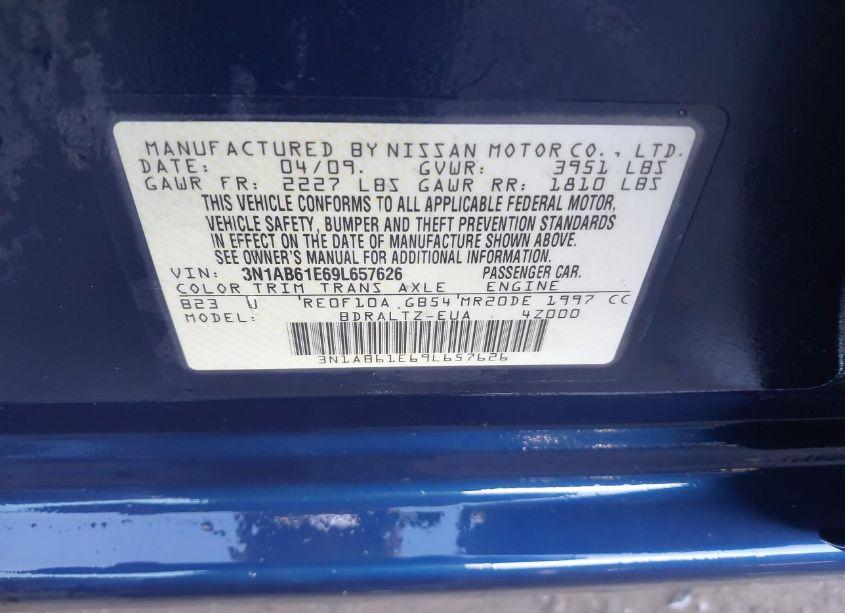 MANUFACTURED BY NISSAN MOTOR CO., LTD.
DATE: 04/09. GVWR: 3951 LBS
GAWR FR: 2227 LBS GAWR RR: 1810 LBS
THIS VEHICLE CONFORMS TO ALL APPLICABLE FEDERAL MOTOR,
VEHICLE SAFETY, BUMPER AND THEFT PREVENTION STANDARDS
IN EFFECT ON THE DATE OF MANUFACTURE SHOWN ABOVE.
SEE OWNER'S MANUAL FOR ADDITIONAL INFORMATION.
VIN: 3N1AB61E69L657626 PASSENGER CAR.
COLOR TRIM TRANS AXLE ENGINE
B23 U RE0F10A GB54 MR20DE 1997 CC
MODEL: BDRALTZ-EUA 4Z000
3N1AB61E69L657626